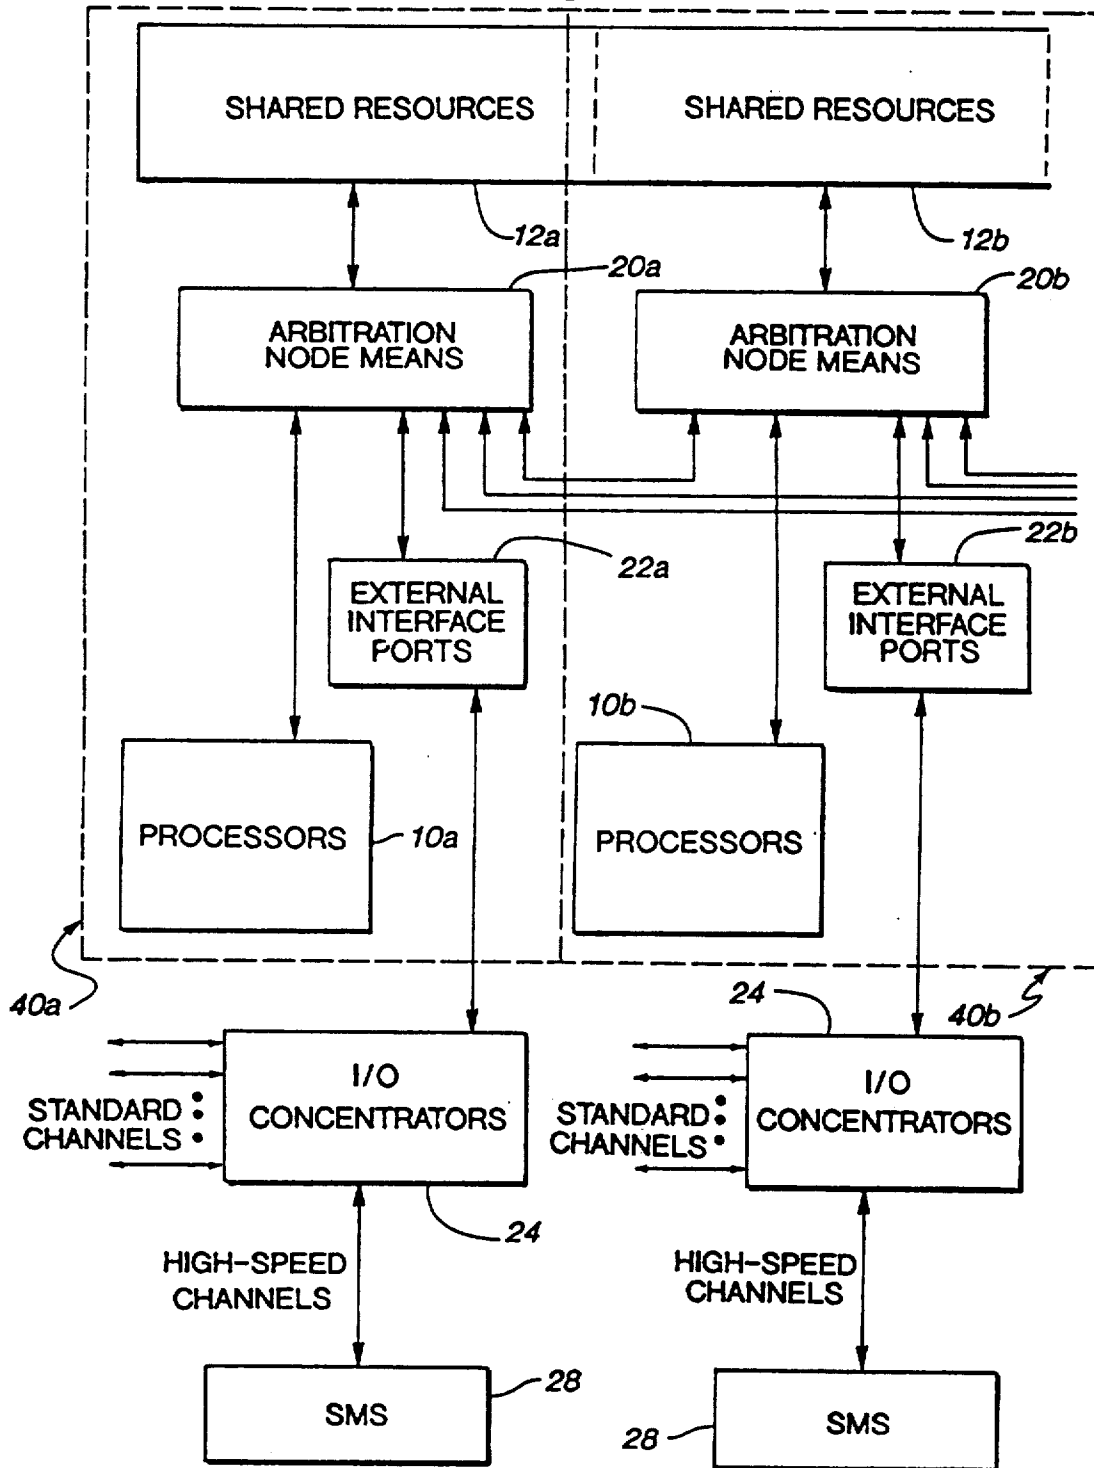 SHARED RESOURCES
SHARED RESOURCES
12a
12b
20a
20b
ARBITRATION
NODE MEANS
ARBITRATION
NODE MEANS
22a
22b
EXTERNAL
INTERFACE
PORTS
EXTERNAL
INTERFACE
PORTS
10b
PROCESSORS
10a
PROCESSORS
40a
24
40b
I/O
CONCENTRATORS
STANDARD
CHANNELS
I/O
CONCENTRATORS
STANDARD
CHANNELS
24
HIGH-SPEED
CHANNELS
HIGH-SPEED
CHANNELS
SMS
28
SMS
28